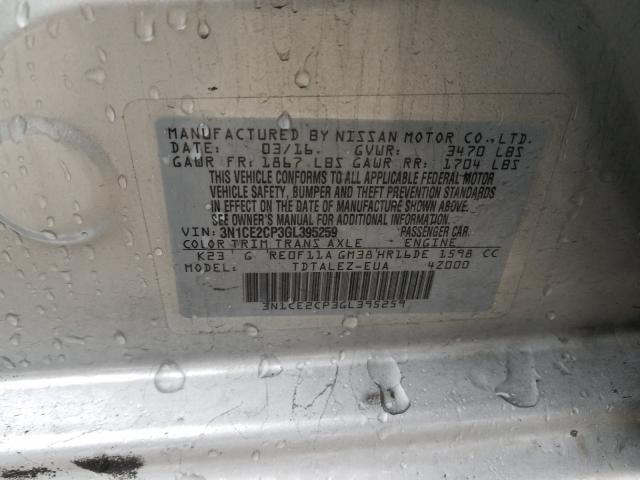 MANUFACTURED BY NISSAN MOTOR CO., LTD.
DATE: 03/16. GVWR: 3470 LBS
GAWR FR: 1867 LBS GAWR RR: 1704 LBS
THIS VEHICLE CONFORMS TO ALL APPLICABLE FEDERAL MOTOR
VEHICLE SAFETY, BUMPER AND THEFT PREVENTION STANDARDS
IN EFFECT ON THE DATE OF MANUFACTURE SHOWN ABOVE.
SEE OWNER'S MANUAL FOR ADDITIONAL INFORMATION.
VIN: 3N1CE2CP3GL395259 PASSENGER CAR.
COLOR TRIM TRANS AXLE ENGINE
K23 G RE0F11A GM38 HR16DE 1598 CC
MODEL: TDTALEZ-EUA 4Z000
3N1CE2CP3GL395259